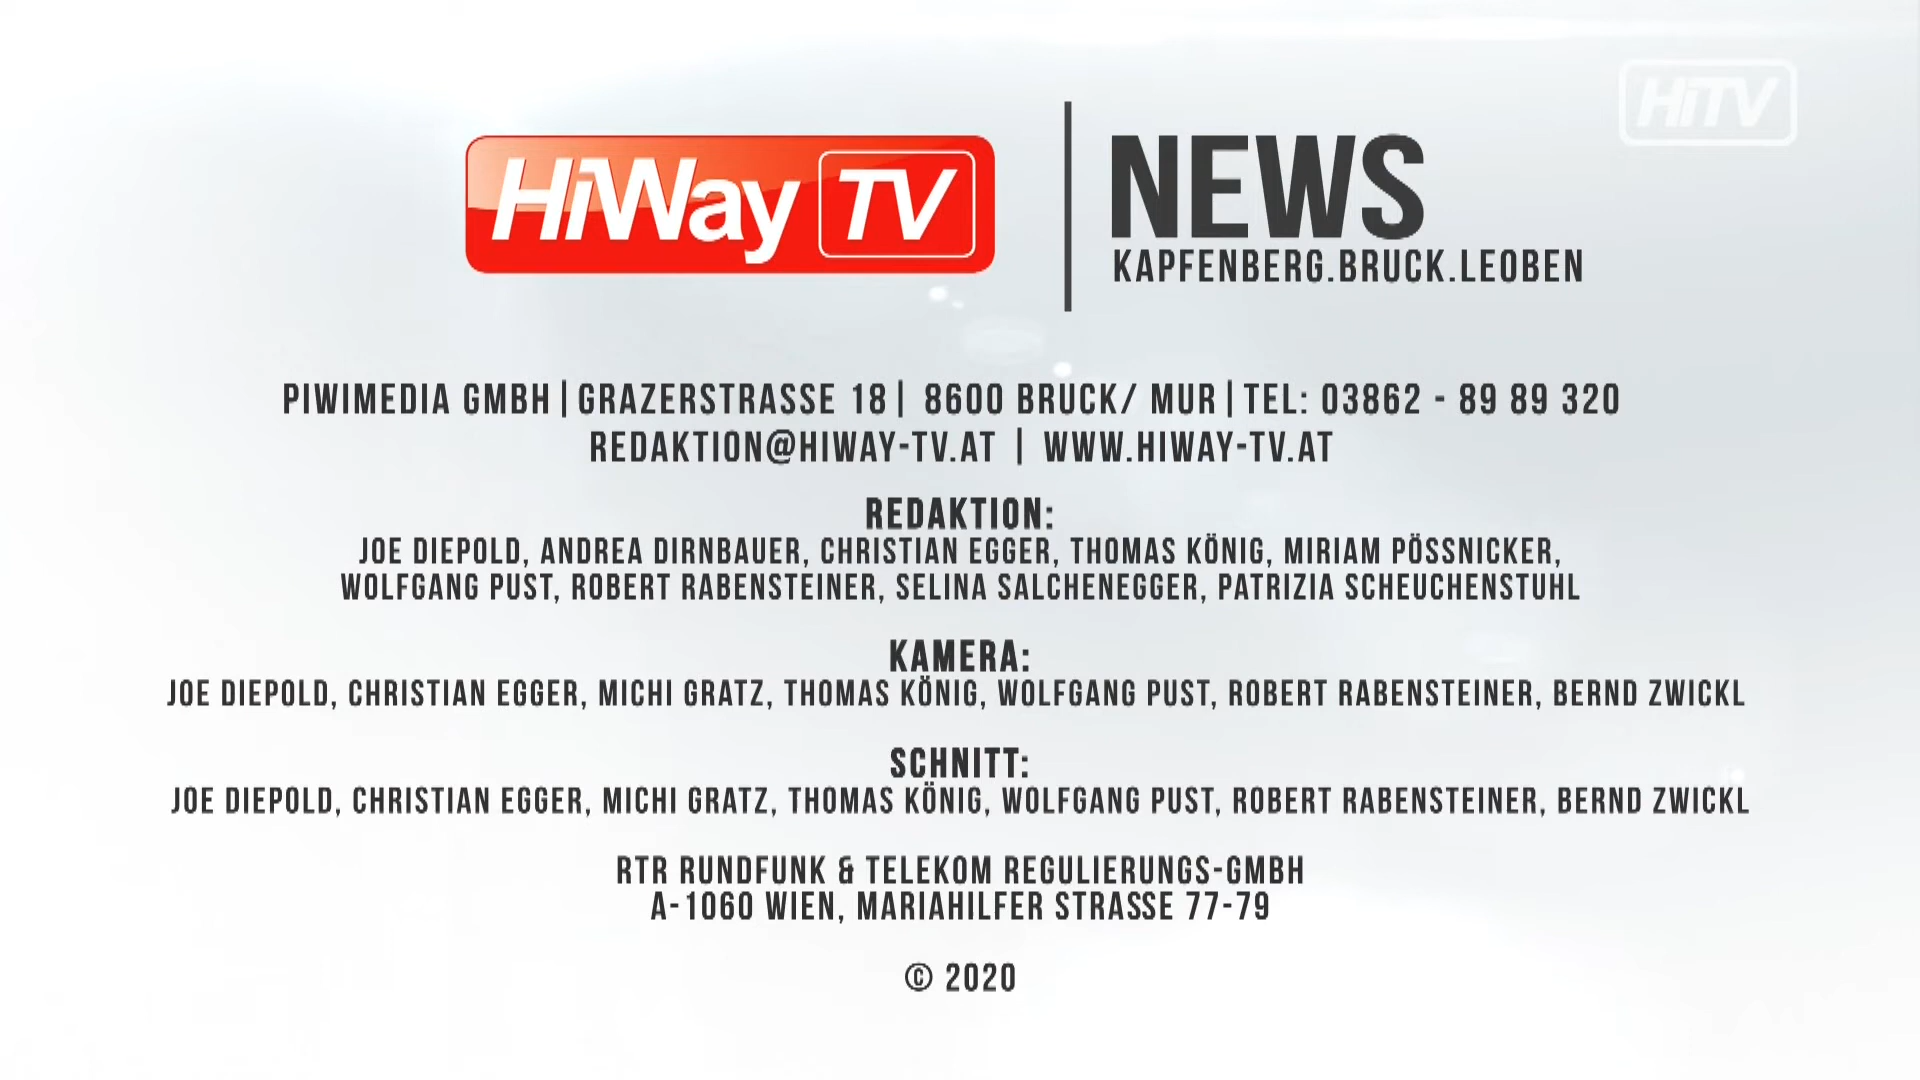 HiTV
HiWay TV
NEWS
KAPFENBERG.BRUCK.LEOBEN
PIWIMEDIA GMBH|GRAZERSTRASSE 18| 8600 BRUCK/ MUR|TEL: 03862 - 89 89 320
REDAKTION@HIWAY-TV.AT | WWW.HIWAY-TV.AT
REDAKTION:
JOE DIEPOLD, ANDREA DIRNBAUER, CHRISTIAN EGGER, THOMAS KÖNIG, MIRIAM PÖSSNICKER,
WOLFGANG PUST, ROBERT RABENSTEINER, SELINA SALCHENEGGER, PATRIZIA SCHEUCHENSTUHL
KAMERA:
JOE DIEPOLD, CHRISTIAN EGGER, MICHI GRATZ, THOMAS KÖNIG, WOLFGANG PUST, ROBERT RABENSTEINER, BERND ZWICKL
SCHNITT:
JOE DIEPOLD, CHRISTIAN EGGER, MICHI GRATZ, THOMAS KÖNIG, WOLFGANG PUST, ROBERT RABENSTEINER, BERND ZWICKL
RTR RUNDFUNK & TELEKOM REGULIERUNGS-GMBH
A-1060 WIEN, MARIAHILFER STRASSE 77-79
© 2020